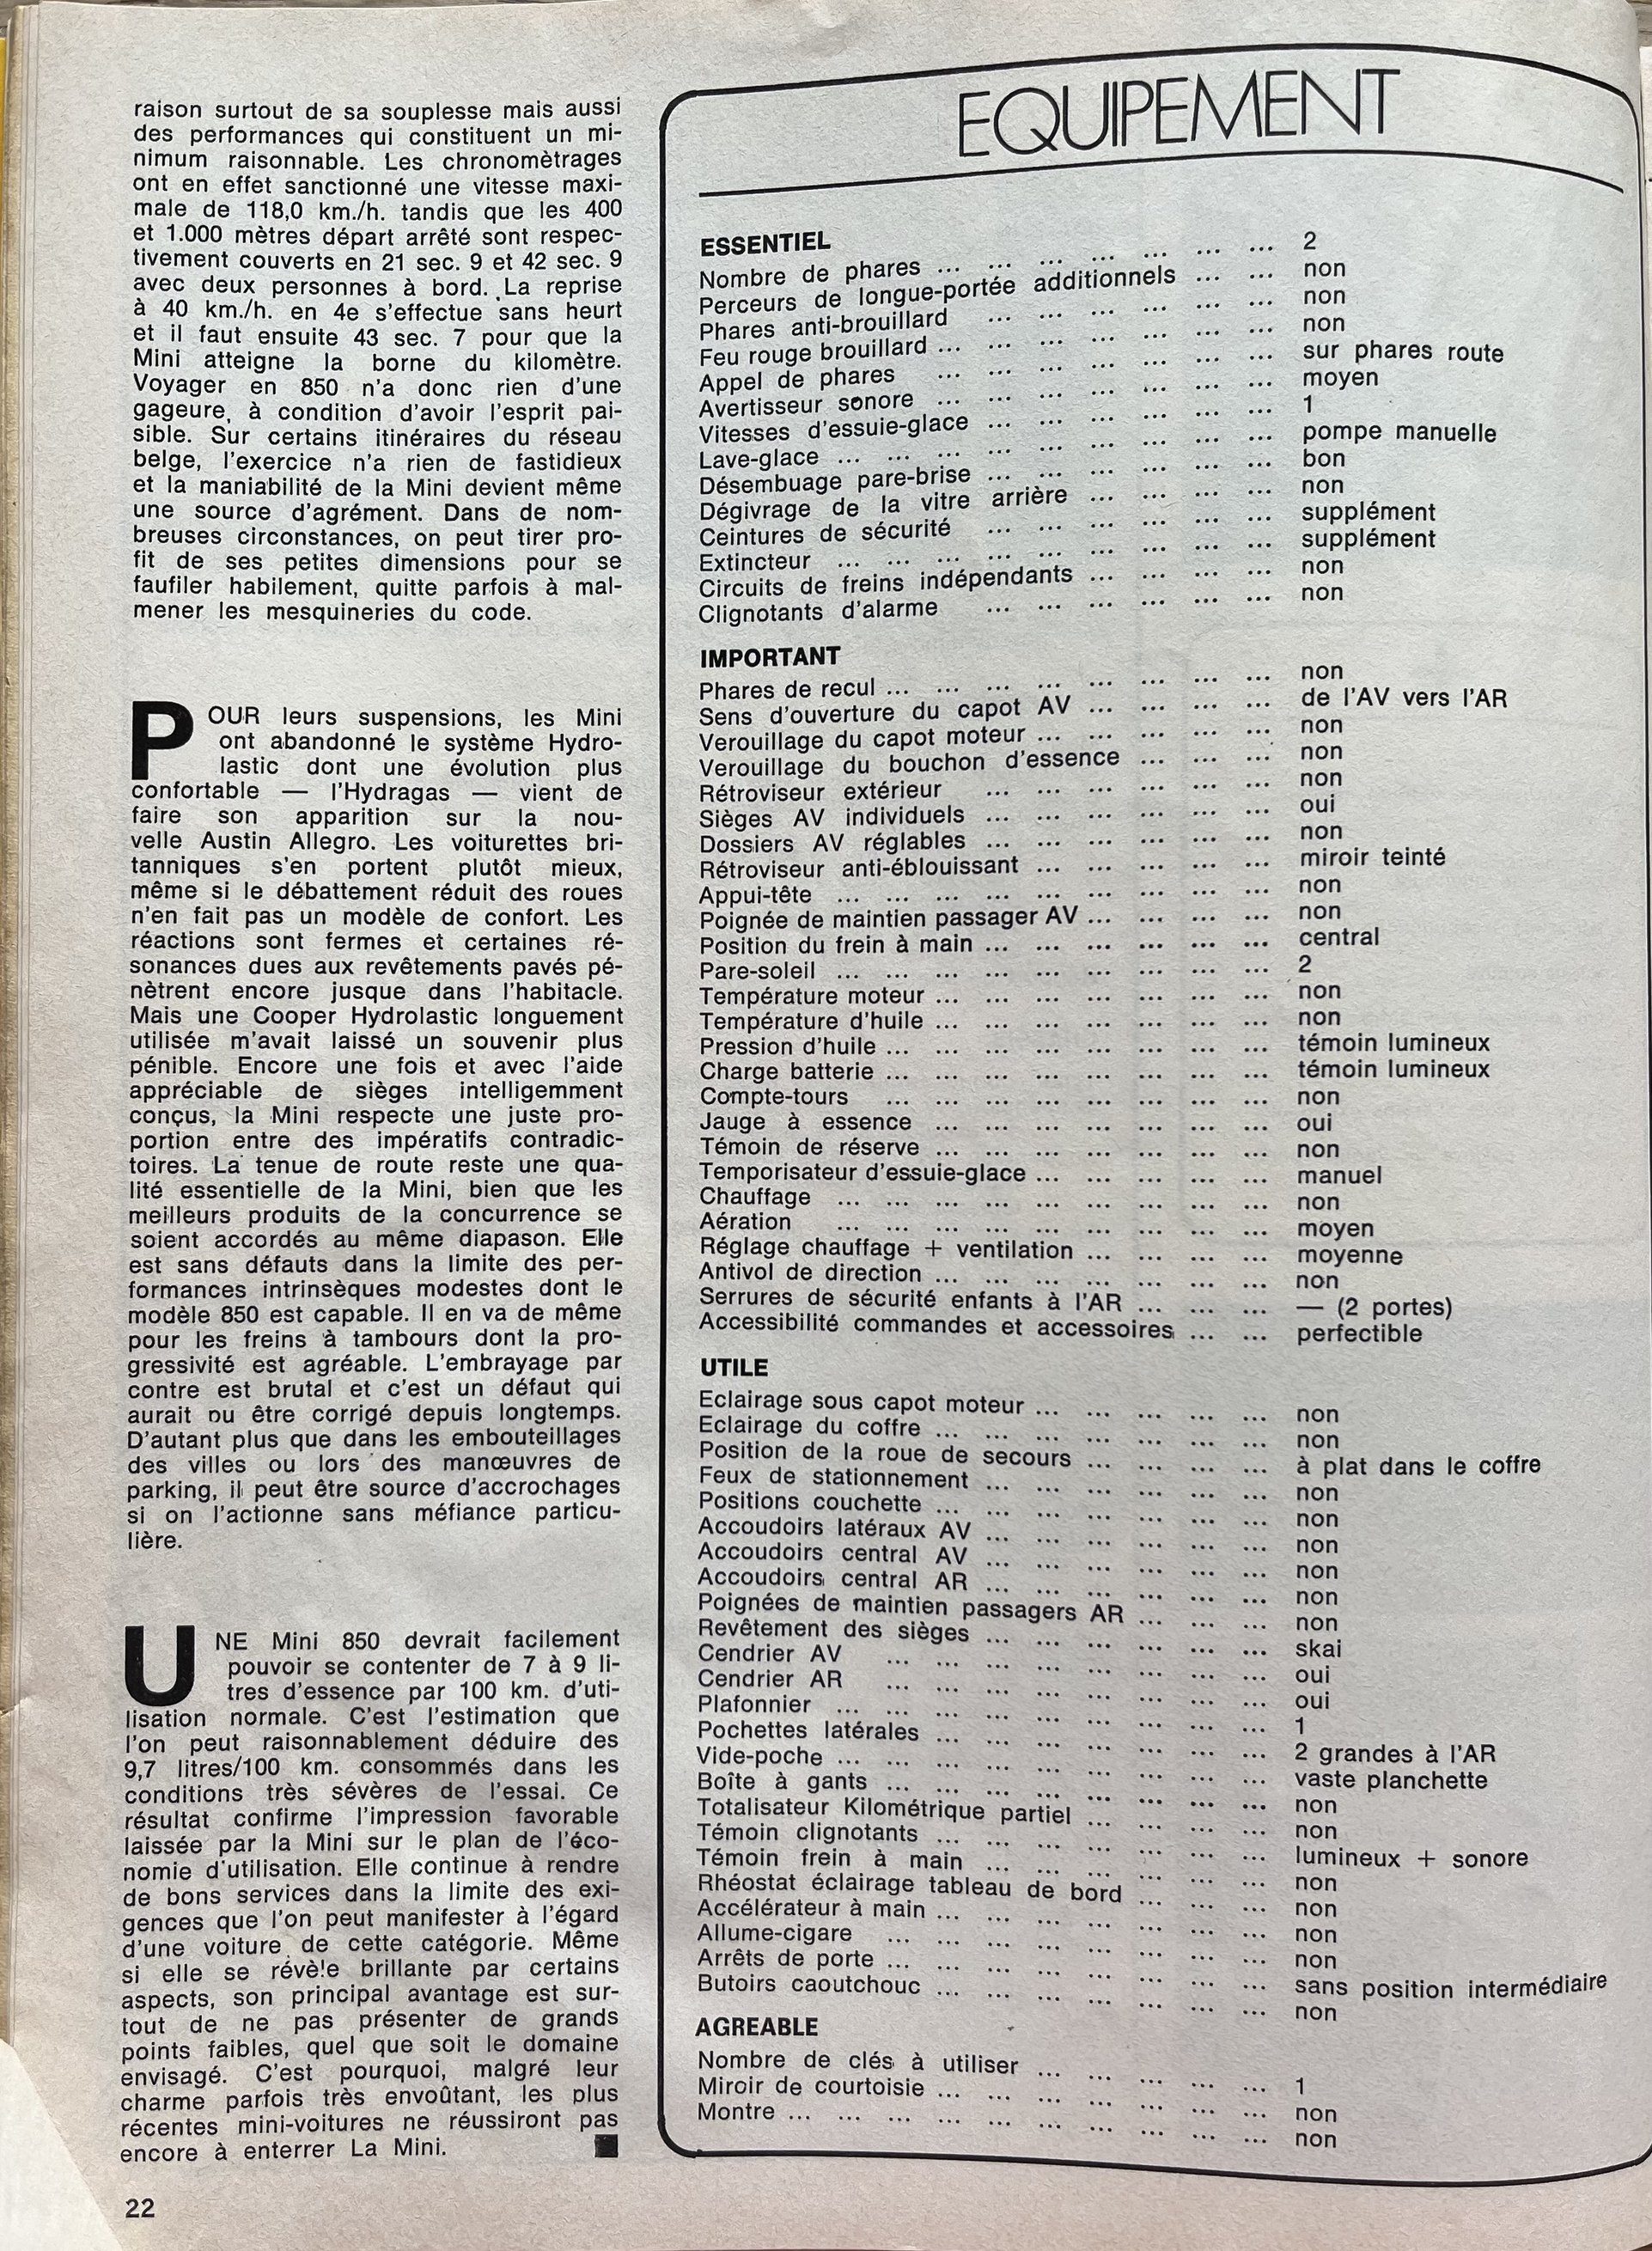 raison surtout de sa souplesse mais aussi
des performances qui constituent un mi-
nimum raisonnable. Les chronomètrages
ont en effet sanctionné une vitesse maxi-
male de 118,0 km./h. tandis que les 400
et 1.000 mètres départ arrêté sont respec-
tivement couverts en 21 sec. 9 et 42 sec. 9
avec deux personnes à bord. La reprise
à 40 km./h. en 4e s'effectue sans heurt
et il faut ensuite 43 sec. 7 pour que la
Mini atteigne la borne du kilomètre.
Voyager en 850 n'a donc rien d'une
gageure, à condition d'avoir l'esprit pai-
sible. Sur certains itinéraires du réseau
belge, l'exercice n'a rien de fastidieux
et la maniabilité de la Mini devient même
une source d'agrément. Dans de nom-
breuses circonstances, on peut tirer pro-
fit de ses petites dimensions pour se
faufiler habilement, quitte parfois à mal-
mener les mesquineries du code.
POUR leurs suspensions, les Mini
ont abandonné le système Hydro-
lastic dont une évolution plus
confortable — l'Hydragas — vient de
faire son apparition sur la nou-
velle Austin Allegro. Les voiturettes bri-
tanniques s'en portent plutôt mieux,
même si le débattement réduit des roues
n'en fait pas un modèle de confort. Les
réactions sont fermes et certaines ré-
sonances dues aux revêtements pavés pé-
nètrent encore jusque dans l'habitacle.
Mais une Cooper Hydrolastic longuement
utilisée m'avait laissé un souvenir plus
pénible. Encore une fois et avec l'aide
appréciable de sièges intelligemment
conçus, la Mini respecte une juste pro-
portion entre des impératifs contradic-
toires. La tenue de route reste une qua-
lité essentielle de la Mini, bien que les
meilleurs produits de la concurrence se
soient accordés au même diapason. Elle
est sans défauts dans la limite des per-
formances intrinsèques modestes dont le
modèle 850 est capable. Il en va de même
pour les freins à tambours dont la pro-
gressivité est agréable. L'embrayage par
contre est brutal et c'est un défaut qui
aurait pu être corrigé depuis longtemps.
D'autant plus que dans les embouteillages
des villes ou lors des manœuvres de
parking, il peut être source d'accrochages
si on l'actionne sans méfiance particu-
lière.
UNE Mini 850 devrait facilement
pouvoir se contenter de 7 à 9 li-
tres d'essence par 100 km. d'uti-
lisation normale. C'est l'estimation que
l'on peut raisonnablement déduire des
9,7 litres/100 km. consommés dans les
conditions très sévères de l'essai. Ce
résultat confirme l'impression favorable
laissée par la Mini sur le plan de l'éco-
nomie d'utilisation. Elle continue à rendre
de bons services dans la limite des exi-
gences que l'on peut manifester à l'égard
d'une voiture de cette catégorie. Même
si elle se révèle brillante par certains
aspects, son principal avantage est sur-
tout de ne pas présenter de grands
points faibles, quel que soit le domaine
envisagé. C'est pourquoi, malgré leur
charme parfois très envoûtant, les plus
récentes mini-voitures ne réussiront pas
encore à enterrer La Mini.
22
EQUIPEMENT
ESSENTIEL
Nombre de phares ... 2
Perceurs de longue-portée additionnels ... non
Phares anti-brouillard ... non
Feu rouge brouillard ... non
Appel de phares ... sur phares route
Avertisseur sonore ... moyen
Vitesses d'essuie-glace ... 1
Lave-glace ... pompe manuelle
Désembuage pare-brise ... bon
Dégivrage de la vitre arrière ... non
Ceintures de sécurité ... supplément
Extincteur ... supplément
Circuits de freins indépendants ... non
Clignotants d'alarme ... non
IMPORTANT
Phares de recul ... non
Sens d'ouverture du capot AV ... de l'AV vers l'AR
Verouillage du capot moteur ... non
Verouillage du bouchon d'essence ... non
Rétroviseur extérieur ... non
Sièges AV individuels ... oui
Dossiers AV réglables ... non
Rétroviseur anti-éblouissant ... miroir teinté
Appui-tête ... non
Poignée de maintien passager AV ... non
Position du frein à main ... central
Pare-soleil ... 2
Température moteur ... non
Température d'huile ... non
Pression d'huile ... témoin lumineux
Charge batterie ... témoin lumineux
Compte-tours ... non
Jauge à essence ... oui
Témoin de réserve ... non
Temporisateur d'essuie-glace ... manuel
Chauffage ... non
Aération ... moyen
Réglage chauffage + ventilation ... moyenne
Antivol de direction ... non
Serrures de sécurité enfants à l'AR ... — (2 portes)
Accessibilité commandes et accessoires ... perfectible
UTILE
Eclairage sous capot moteur ... non
Eclairage du coffre ... non
Position de la roue de secours ... à plat dans le coffre
Feux de stationnement ... non
Positions couchette ... non
Accoudoirs latéraux AV ... non
Accoudoirs central AV ... non
Accoudoirs central AR ... non
Poignées de maintien passagers AR ... non
Revêtement des sièges ... skai
Cendrier AV ... oui
Cendrier AR ... oui
Plafonnier ... 1
Pochettes latérales ... 2 grandes à l'AR
Vide-poche ... vaste planchette
Boîte à gants ... non
Totalisateur Kilométrique partiel ... non
Témoin clignotants ... lumineux + sonore
Témoin frein à main ... non
Rhéostat éclairage tableau de bord ... non
Accélérateur à main ... non
Allume-cigare ... non
Arrêts de porte ... sans position intermédiaire
Butoirs caoutchouc ... non
AGREABLE
Nombre de clés à utiliser ... 1
Miroir de courtoisie ... non
Montre ... non